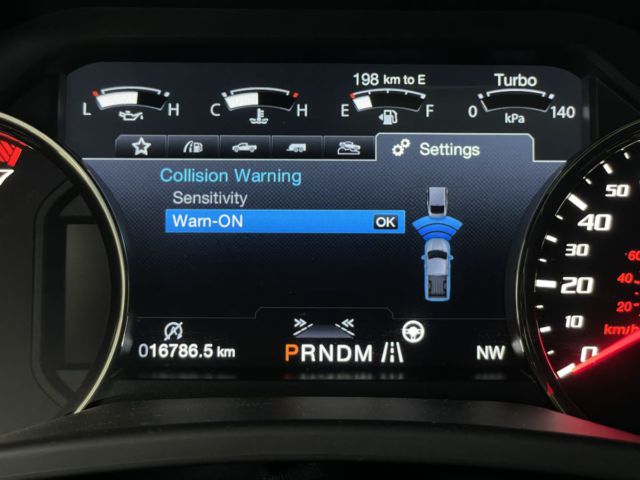 198 km to E Turbo
L H C H E F 0 kPa 140
Settings
Collision Warning
Sensitivity
Warn-ON OK
016786.5 km PRNDM NW
50
40
30
20
10
0
60
40
20
km/h